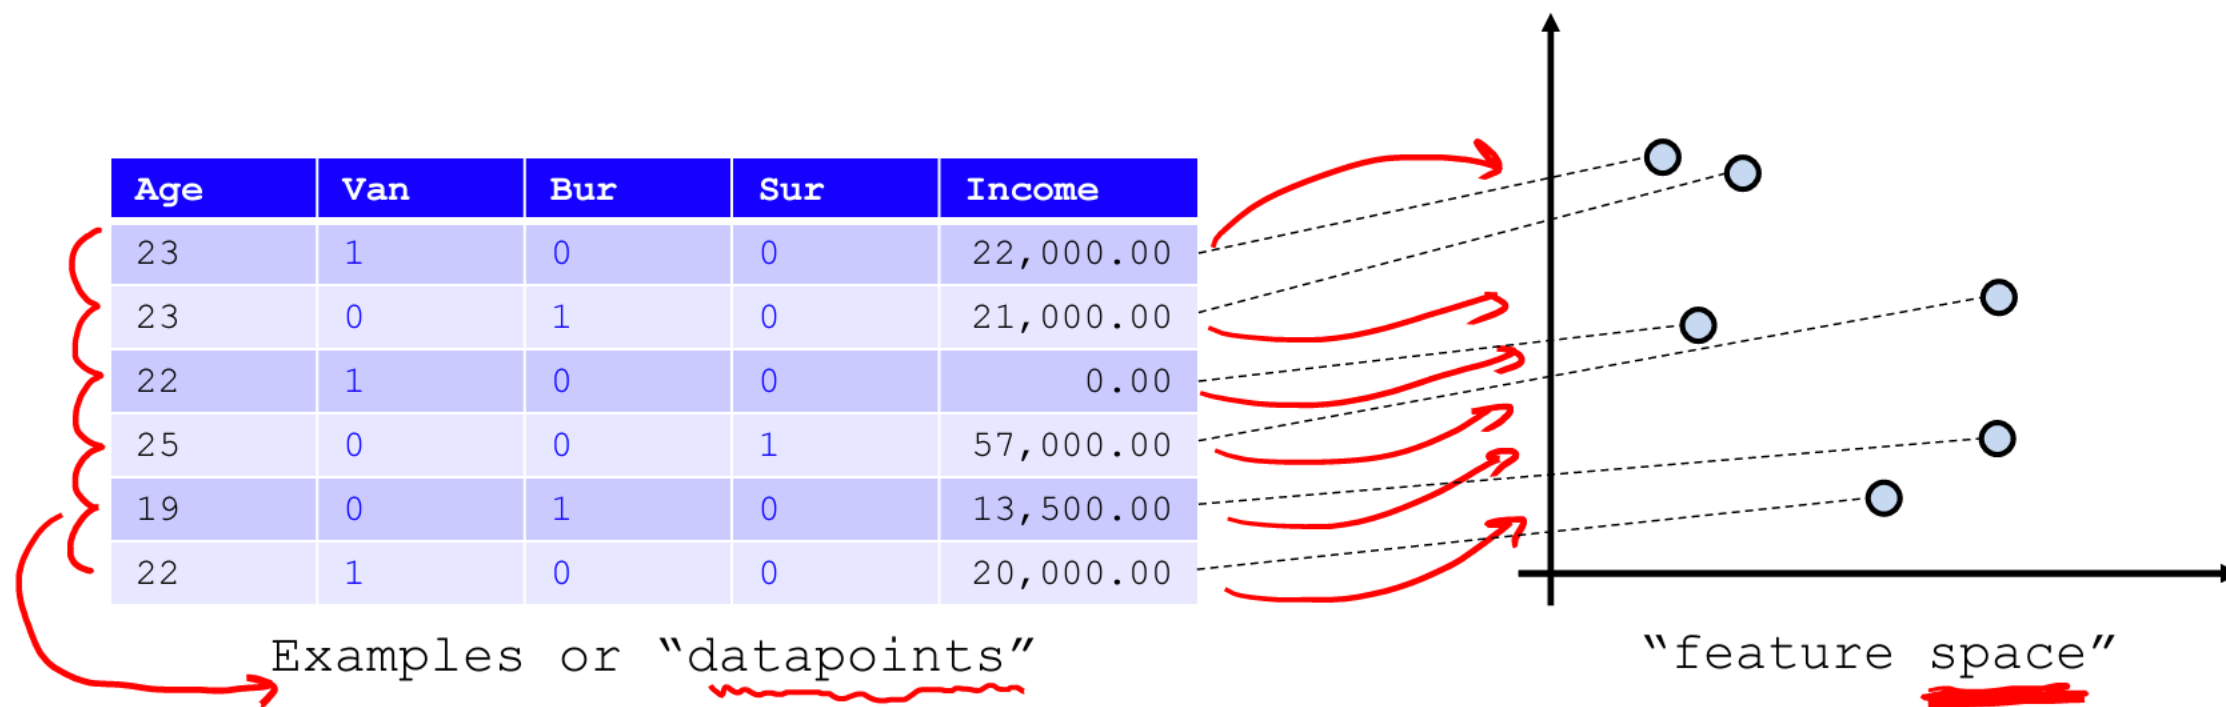 Age Van Bur Sur Income
23 1 0 0 22,000.00
23 0 1 0 21,000.00
22 1 0 0 0.00
25 0 0 1 57,000.00
19 0 1 0 13,500.00
22 1 0 0 20,000.00
Examples or “datapoints”
“feature space”